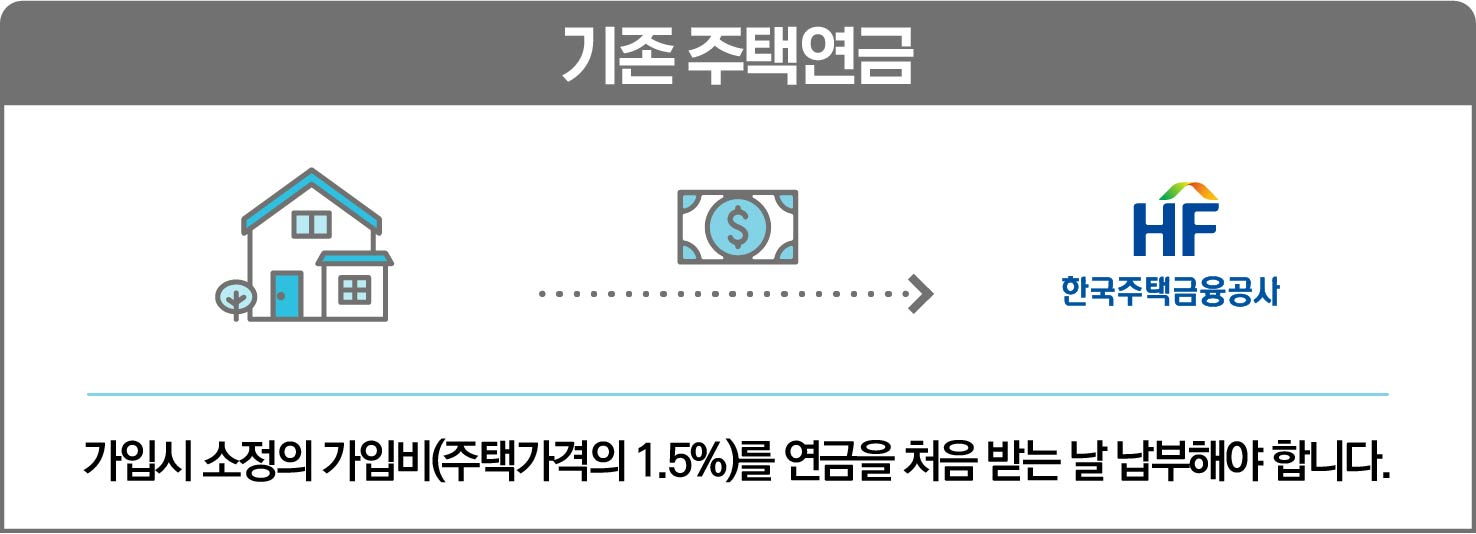 기존 주택연금
$
HF
한국주택금융공사
가입시 소정의 가입비(주택가격의 1.5%)를 연금을 처음 받는 날 납부해야 합니다.